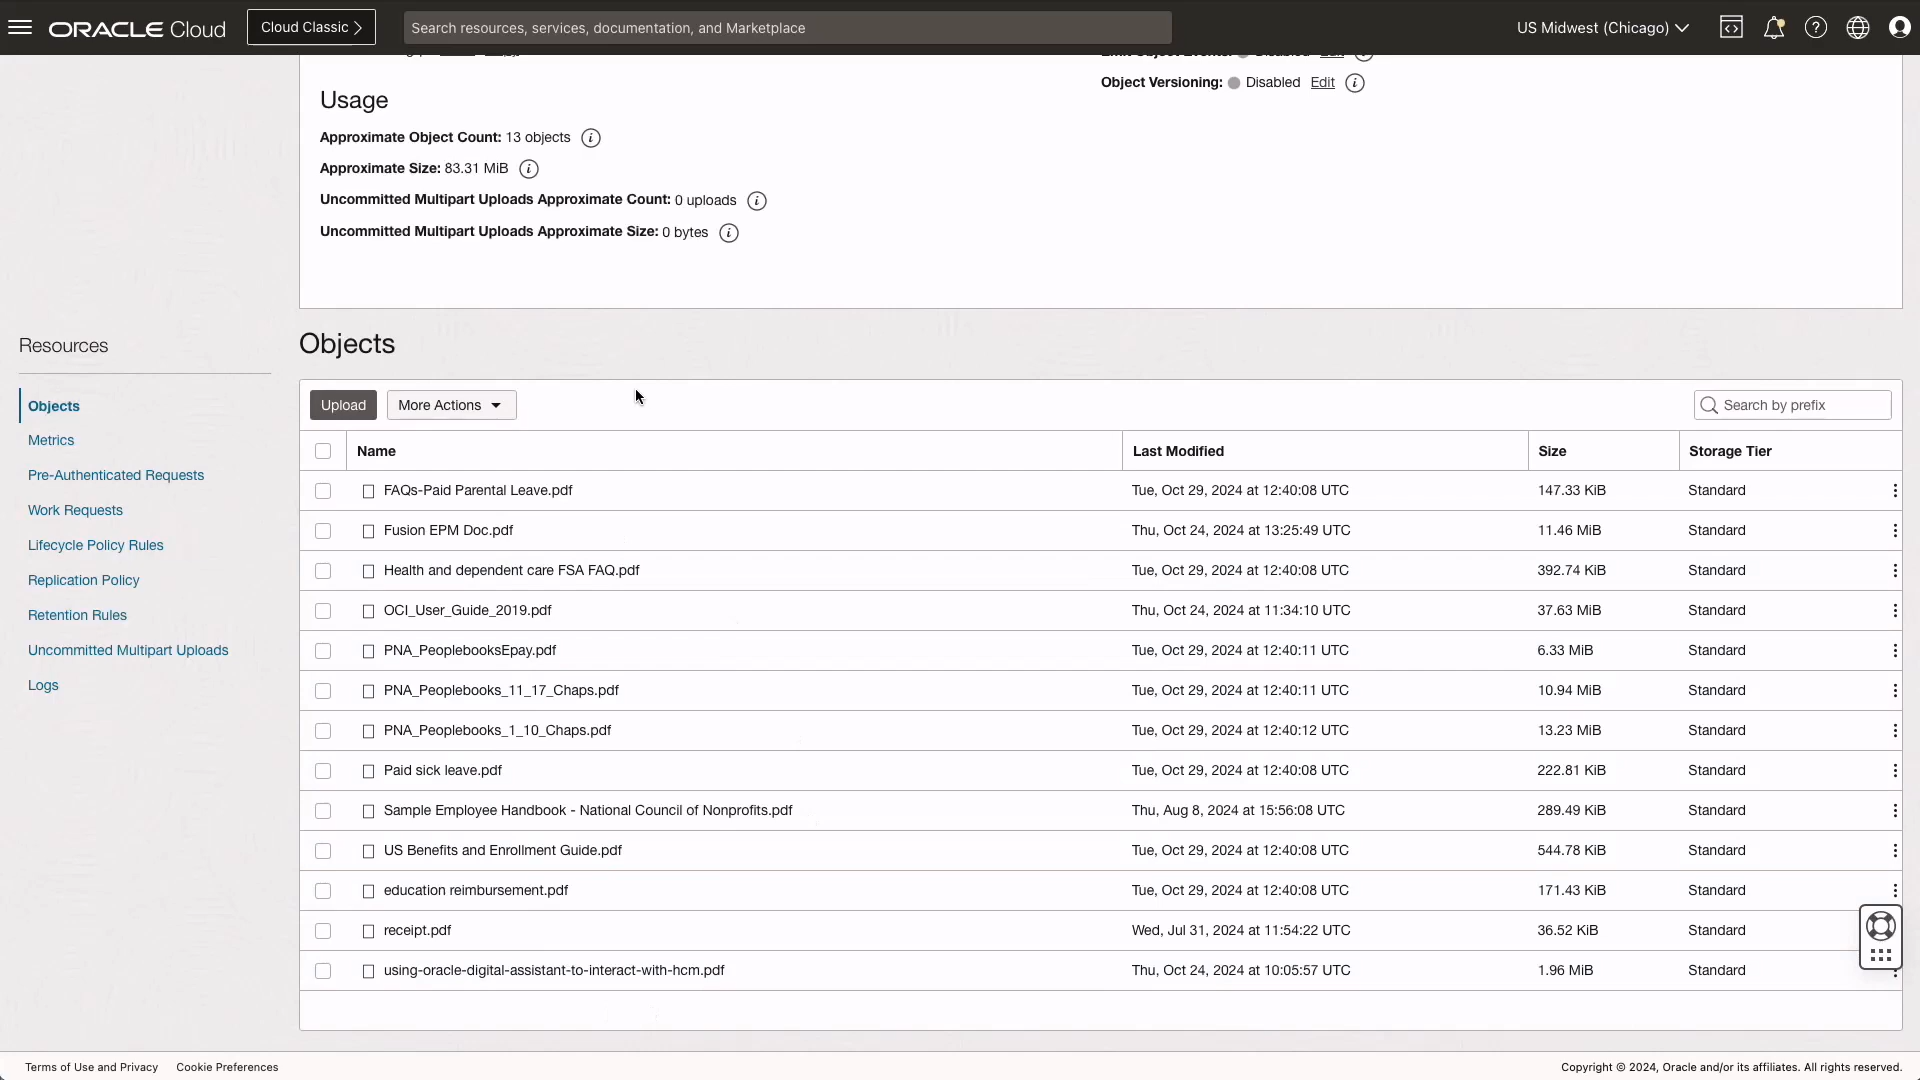 ORACLE Cloud
Cloud Classic >
Search resources, services, documentation, and Marketplace
US Midwest (Chicago)
Object Versioning: Disabled Edit
Usage
Approximate Object Count: 13 objects
Approximate Size: 83.31 MiB
Uncommitted Multipart Uploads Approximate Count: 0 uploads
Uncommitted Multipart Uploads Approximate Size: 0 bytes
Resources
Objects
Metrics
Pre-Authenticated Requests
Work Requests
Lifecycle Policy Rules
Replication Policy
Retention Rules
Uncommitted Multipart Uploads
Logs
Objects
Upload More Actions Search by prefix
Name Last Modified Size Storage Tier
FAQs-Paid Parental Leave.pdf Tue, Oct 29, 2024 at 12:40:08 UTC 147.33 KiB Standard
Fusion EPM Doc.pdf Thu, Oct 24, 2024 at 13:25:49 UTC 11.46 MiB Standard
Health and dependent care FSA FAQ.pdf Tue, Oct 29, 2024 at 12:40:08 UTC 392.74 KiB Standard
OCI_User_Guide_2019.pdf Thu, Oct 24, 2024 at 11:34:10 UTC 37.63 MiB Standard
PNA_PeoplebooksEpay.pdf Tue, Oct 29, 2024 at 12:40:11 UTC 6.33 MiB Standard
PNA_Peoplebooks_11_17_Chaps.pdf Tue, Oct 29, 2024 at 12:40:11 UTC 10.94 MiB Standard
PNA_Peoplebooks_1_10_Chaps.pdf Tue, Oct 29, 2024 at 12:40:12 UTC 13.23 MiB Standard
Paid sick leave.pdf Tue, Oct 29, 2024 at 12:40:08 UTC 222.81 KiB Standard
Sample Employee Handbook - National Council of Nonprofits.pdf Thu, Aug 8, 2024 at 15:56:08 UTC 289.49 KiB Standard
US Benefits and Enrollment Guide.pdf Tue, Oct 29, 2024 at 12:40:08 UTC 544.78 KiB Standard
education reimbursement.pdf Tue, Oct 29, 2024 at 12:40:08 UTC 171.43 KiB Standard
receipt.pdf Wed, Jul 31, 2024 at 11:54:22 UTC 36.52 KiB Standard
using-oracle-digital-assistant-to-interact-with-hcm.pdf Thu, Oct 24, 2024 at 10:05:57 UTC 1.96 MiB Standard
Terms of Use and Privacy Cookie Preferences
Copyright © 2024, Oracle and/or its affiliates. All rights reserved.